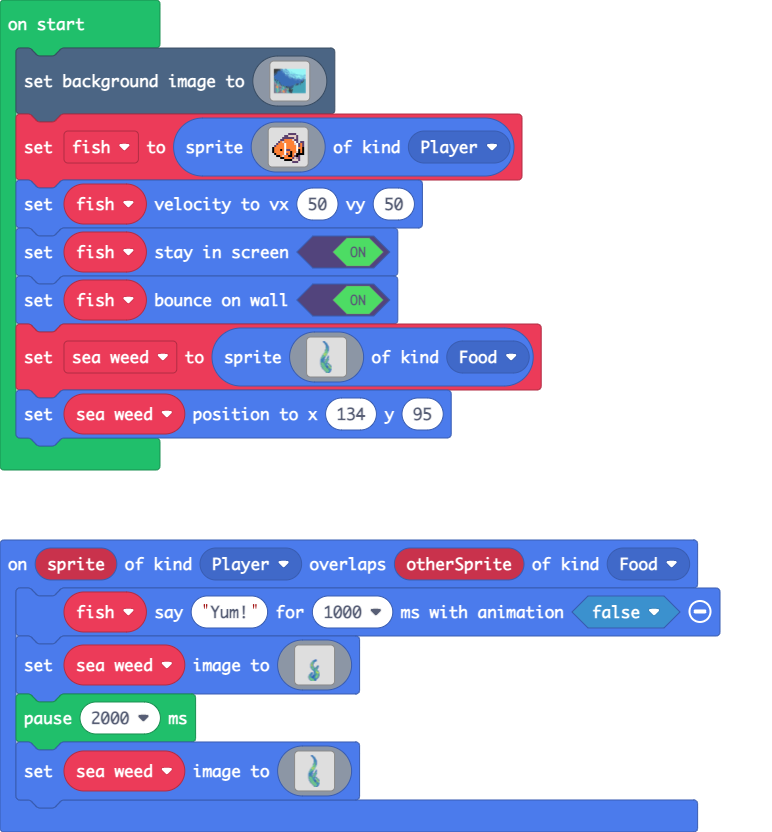 on start
set background image to
set fish to sprite of kind Player
set fish velocity to vx 50 vy 50
set fish stay in screen ON
set fish bounce on wall ON
set sea weed to sprite of kind Food
set sea weed position to x 134 y 95
on sprite of kind Player overlaps otherSprite of kind Food
fish say "Yum!" for 1000 ms with animation false
set sea weed image to
pause 2000 ms
set sea weed image to